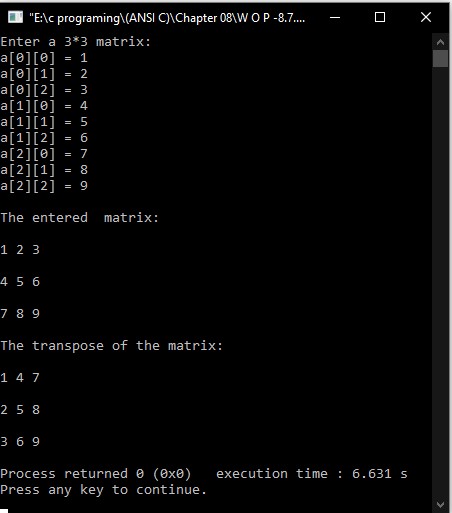 "E:\c programing\(ANSI C)\Chapter 08\W O P -8.7....
Enter a 3*3 matrix:
a[0][0] = 1
a[0][1] = 2
a[0][2] = 3
a[1][0] = 4
a[1][1] = 5
a[1][2] = 6
a[2][0] = 7
a[2][1] = 8
a[2][2] = 9
The entered  matrix:
1 2 3
4 5 6
7 8 9
The transpose of the matrix:
1 4 7
2 5 8
3 6 9
Process returned 0 (0x0)   execution time : 6.631 s
Press any key to continue.